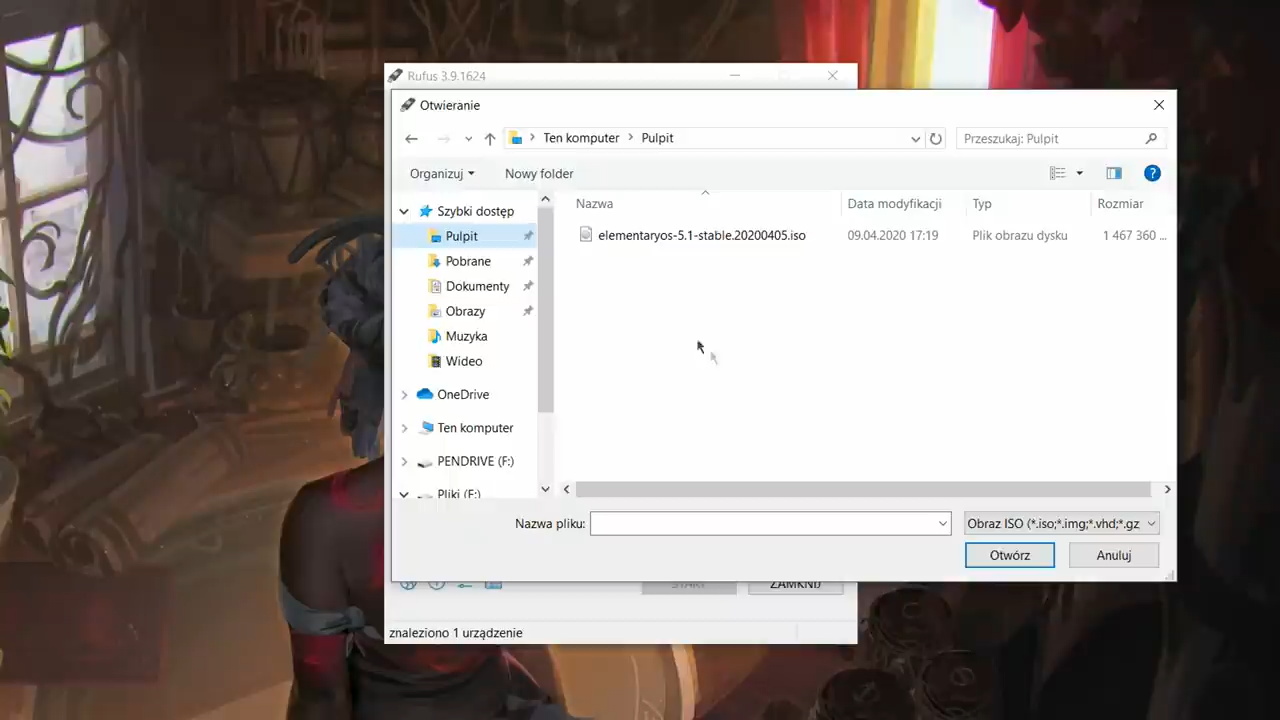 Rufus 3.9.1624
Otwieranie
Ten komputer > Pulpit
Przeszukaj: Pulpit
Organizuj
Nowy folder
Szybki dostęp
Pulpit
Pobrane
Dokumenty
Obrazy
Muzyka
Wideo
OneDrive
Ten komputer
PENDRIVE (F:)
Pliki (E:)
Nazwa
Data modyfikacji
Typ
Rozmiar
elementaryos-5.1-stable.20200405.iso
09.04.2020 17:19
Plik obrazu dysku
1 467 360 ...
Nazwa pliku:
Obraz ISO (*.iso;*.img;*.vhd;*.gz
Otwórz
Anuluj
START
ZAMKNIJ
znaleziono 1 urządzenie